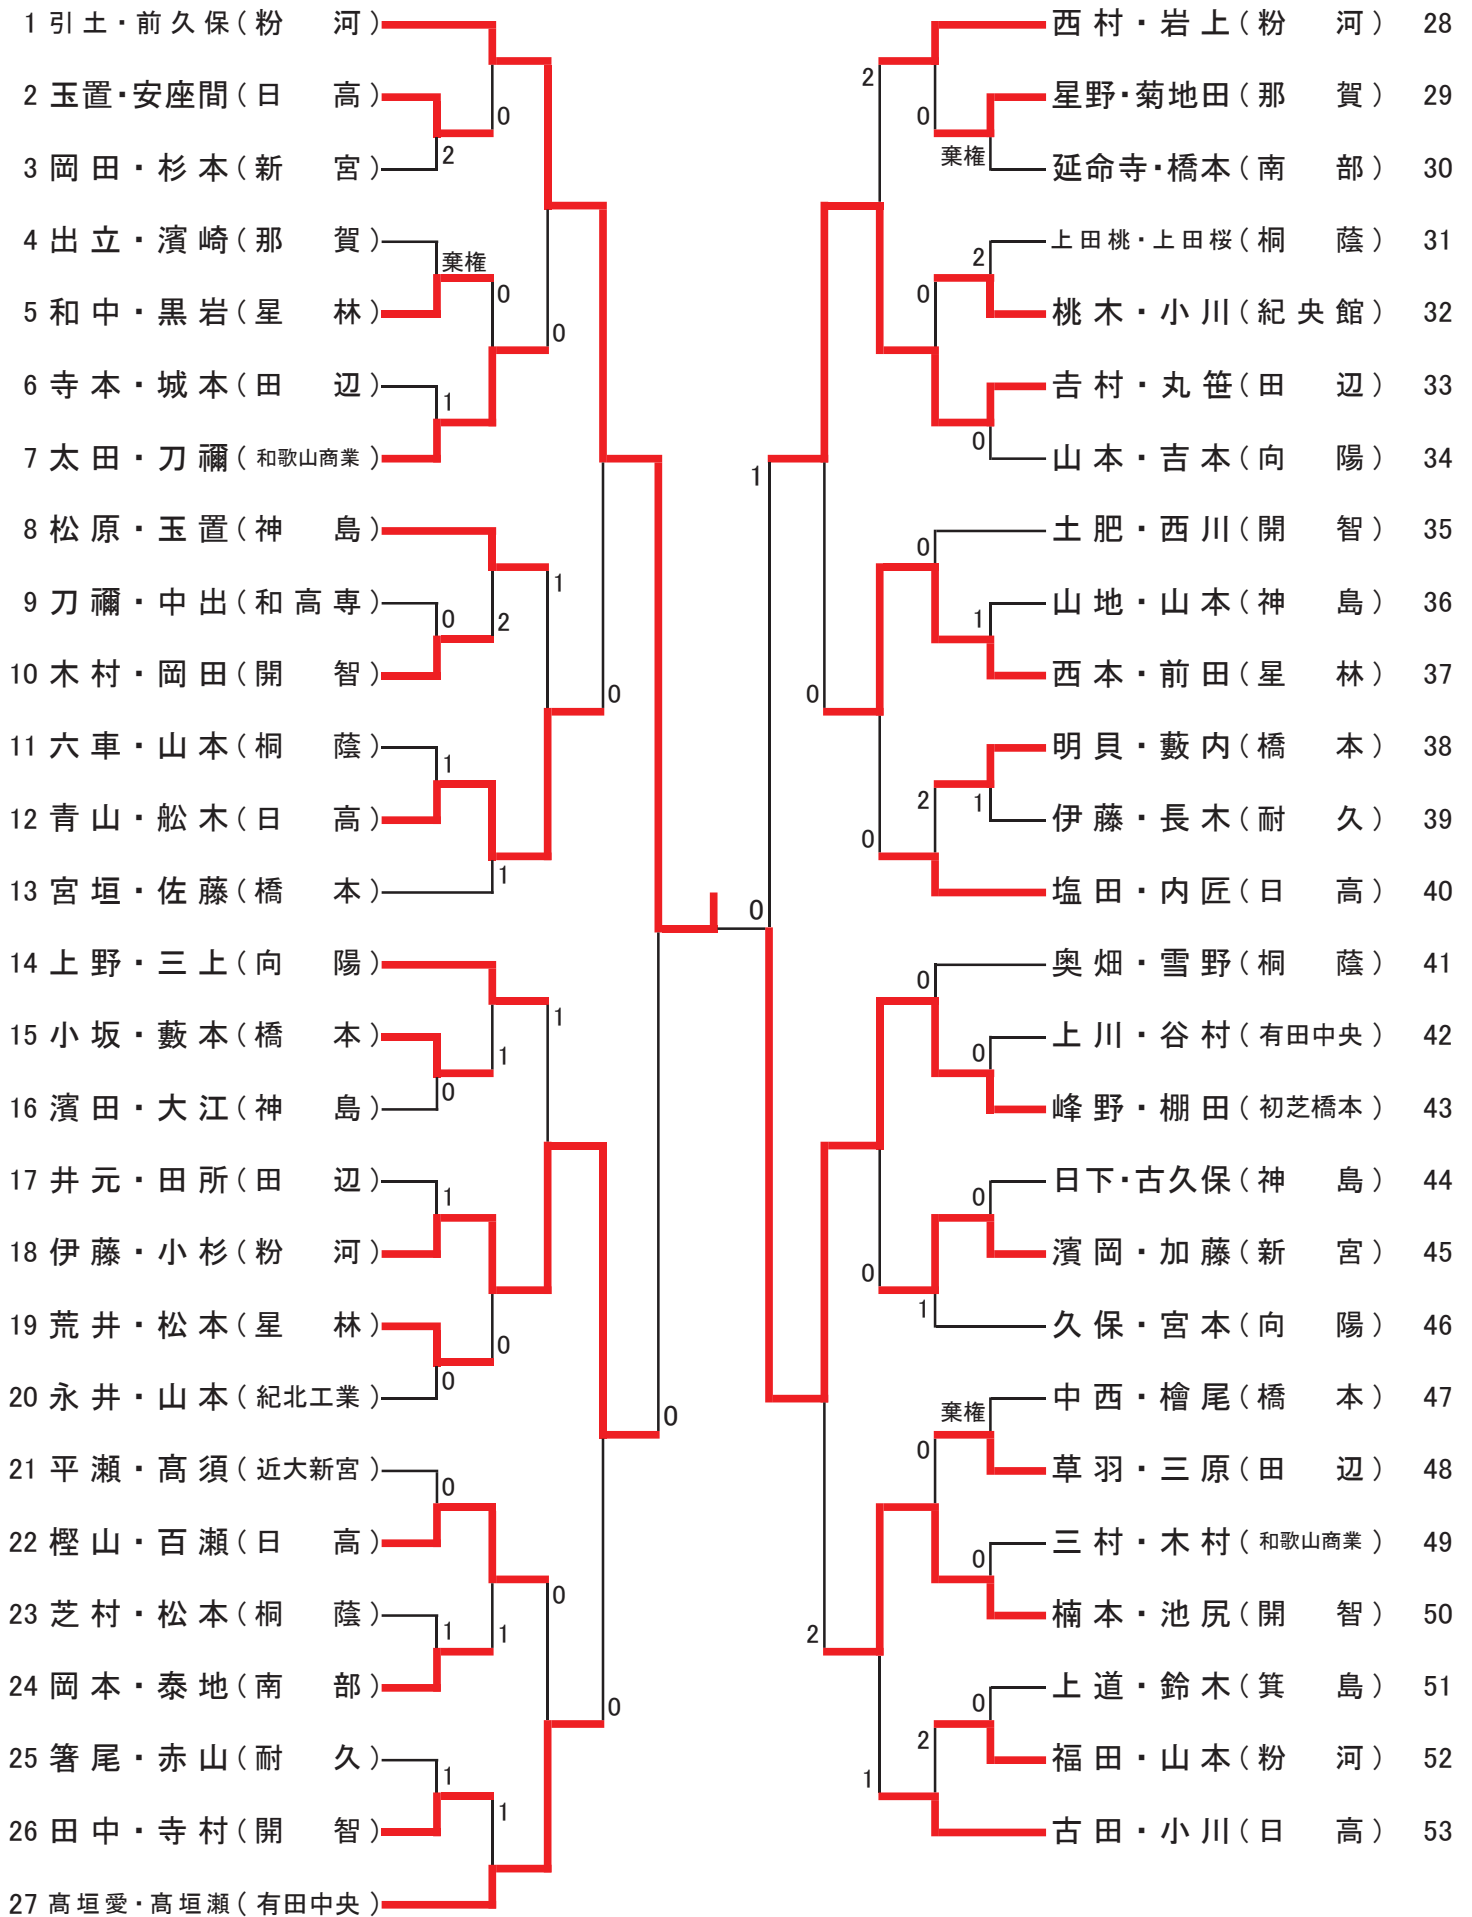 1 引土・前久保(粉河)
2 玉置・安座間(日高)
3 岡田・杉本(新宮)
4 出立・濱崎(那賀)
5 和中・黒岩(星林)
6 寺本・城本(田辺)
7 太田・刀禰(和歌山商業)
8 松原・玉置(神島)
9 刀禰・中出(和高専)
10 木村・岡田(開智)
11 六車・山本(桐蔭)
12 青山・舩木(日高)
13 宮垣・佐藤(橋本)
14 上野・三上(向陽)
15 小坂・藪本(橋本)
16 濱田・大江(神島)
17 井元・田所(田辺)
18 伊藤・小杉(粉河)
19 荒井・松本(星林)
20 永井・山本(紀北工業)
21 平瀬・髙須(近大新宮)
22 樫山・百瀬(日高)
23 芝村・松本(桐蔭)
24 岡本・泰地(南部)
25 箸尾・赤山(耐久)
26 田中・寺村(開智)
27 髙垣愛・髙垣瀬(有田中央)
0
2
棄権
0
1
0
1
0
2
1
1
0
1
1
0
1
0
0
0
0
1
1
0
1
1
0
0
1
0
2
1
0
0
2
0
棄権
2
0
0
0
1
2
1
0
0
0
0
1
0
棄権
0
0
0
2
1
2
西村・岩上(粉河) 28
星野・菊地田(那賀) 29
延命寺・橋本(南部) 30
上田桃・上田桜(桐蔭) 31
桃木・小川(紀央館) 32
𠮷村・丸笹(田辺) 33
山本・吉本(向陽) 34
土肥・西川(開智) 35
山地・山本(神島) 36
西本・前田(星林) 37
明貝・藪内(橋本) 38
伊藤・長木(耐久) 39
塩田・内匠(日高) 40
奥畑・雪野(桐蔭) 41
上川・谷村(有田中央) 42
峰野・棚田(初芝橋本) 43
日下・古久保(神島) 44
濱岡・加藤(新宮) 45
久保・宮本(向陽) 46
中西・檜尾(橋本) 47
草羽・三原(田辺) 48
三村・木村(和歌山商業) 49
楠本・池尻(開智) 50
上道・鈴木(箕島) 51
福田・山本(粉河) 52
古田・小川(日高) 53